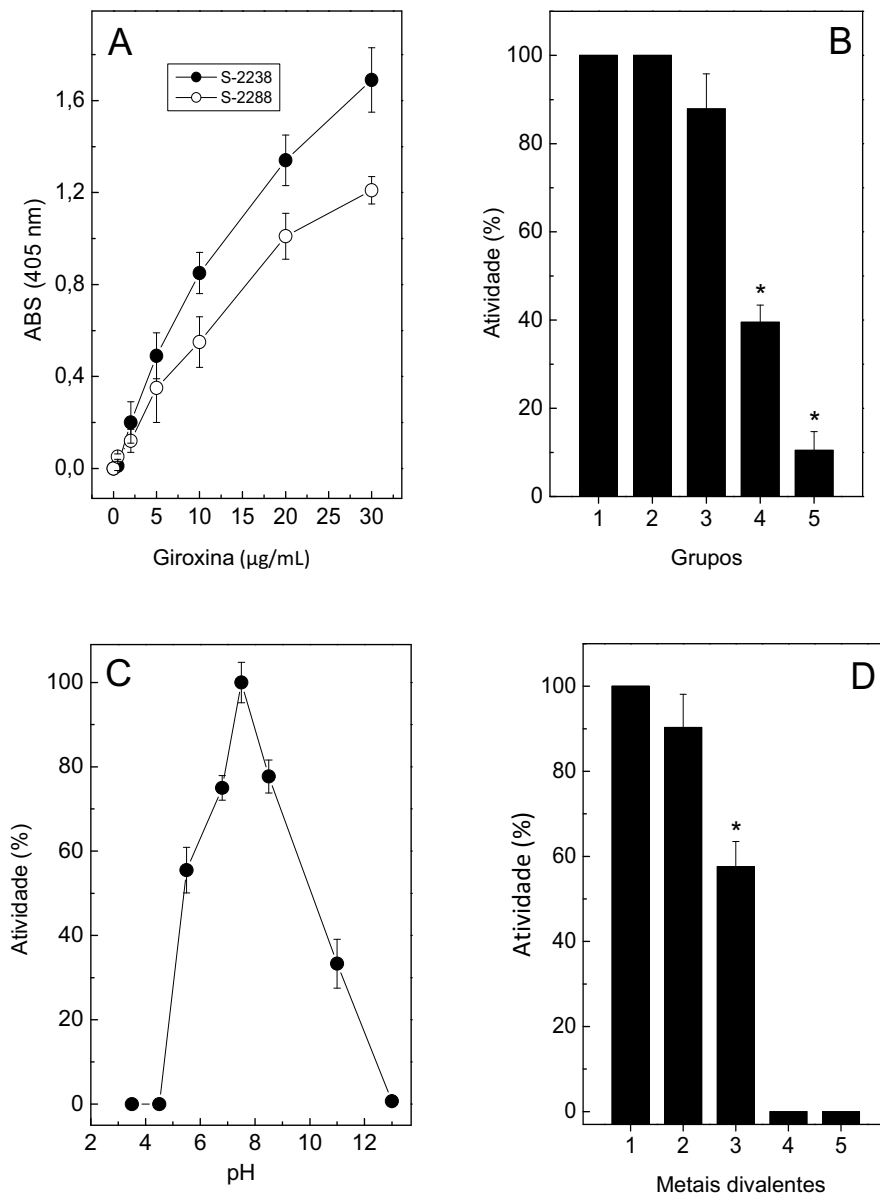 A
S-2238
S-2288
1,6
1,2
0,8
0,4
0,0
ABS (405 nm)
0 5 10 15 20 25 30
Giroxina (µg/mL)
B
100
80
60
40
20
0
Atividade (%)
*
*
1 2 3 4 5
Grupos
C
100
80
60
40
20
0
Atividade (%)
2 4 6 8 10 12
pH
D
100
80
60
40
20
0
Atividade (%)
*
1 2 3 4 5
Metais divalentes